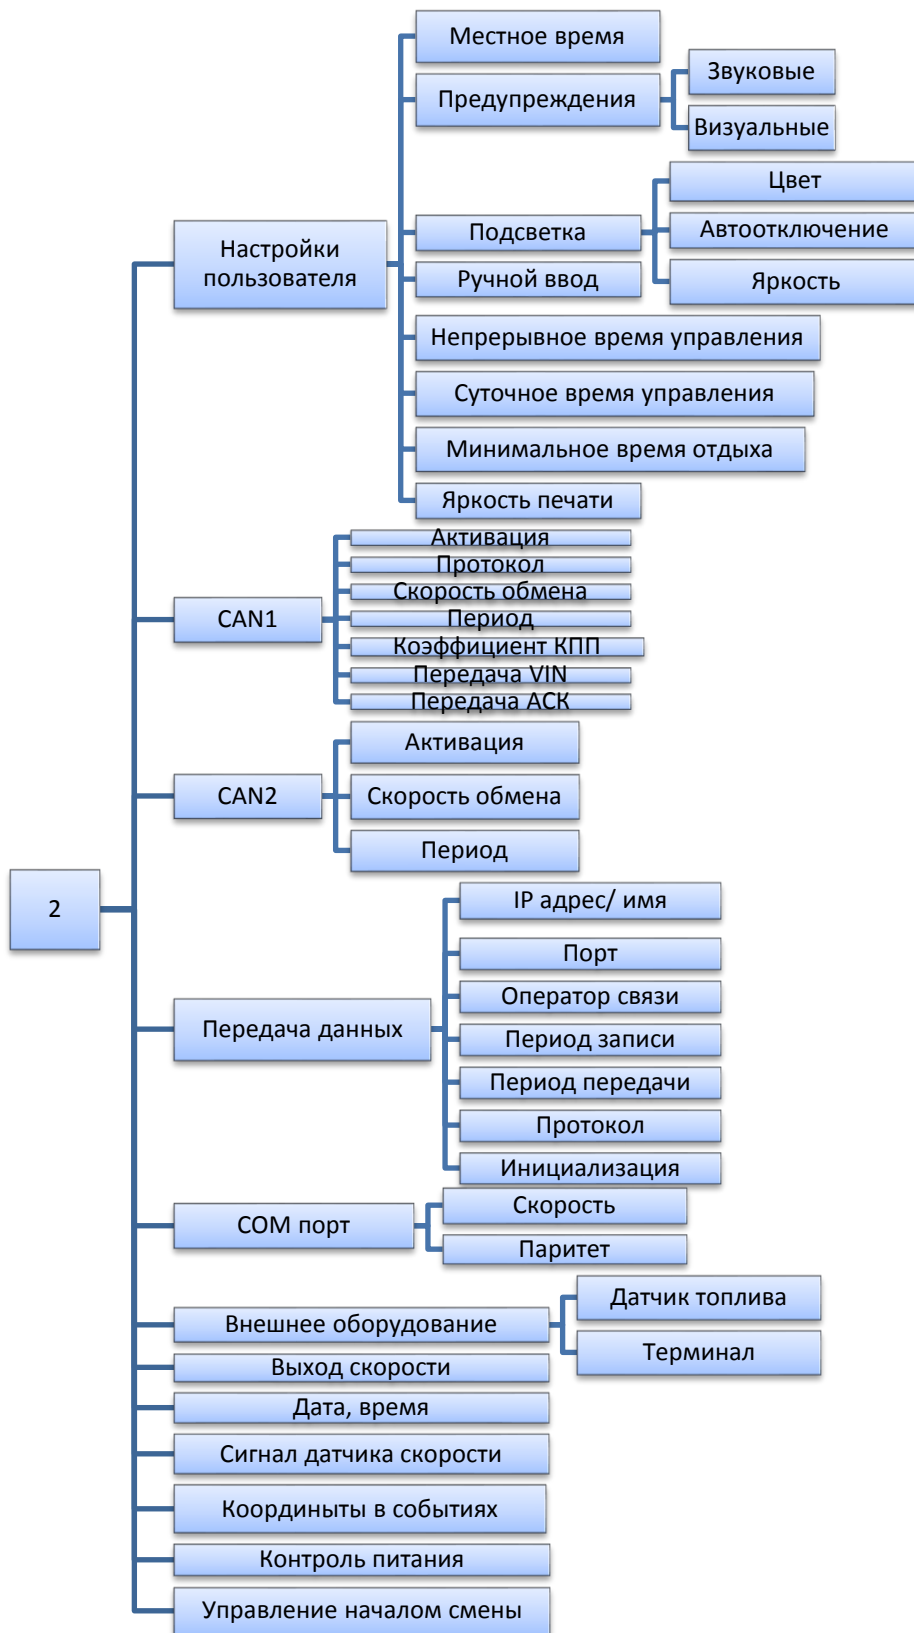 Местное время
Предупреждения
Звуковые
Визуальные
Настройки
пользователя
Подсветка
Цвет
Автоотключение
Яркость
Ручной ввод
Непрерывное время управления
Суточное время управления
Минимальное время отдыха
Яркость печати
CAN1
Активация
Протокол
Скорость обмена
Период
Коэффициент КПП
Передача VIN
Передача АСК
CAN2
Активация
Скорость обмена
Период
2
Передача данных
IP адрес/ имя
Порт
Оператор связи
Период записи
Период передачи
Протокол
Инициализация
COM порт
Скорость
Паритет
Внешнее оборудование
Датчик топлива
Терминал
Выход скорости
Дата, время
Сигнал датчика скорости
Координыты в событиях
Контроль питания
Управление началом смены